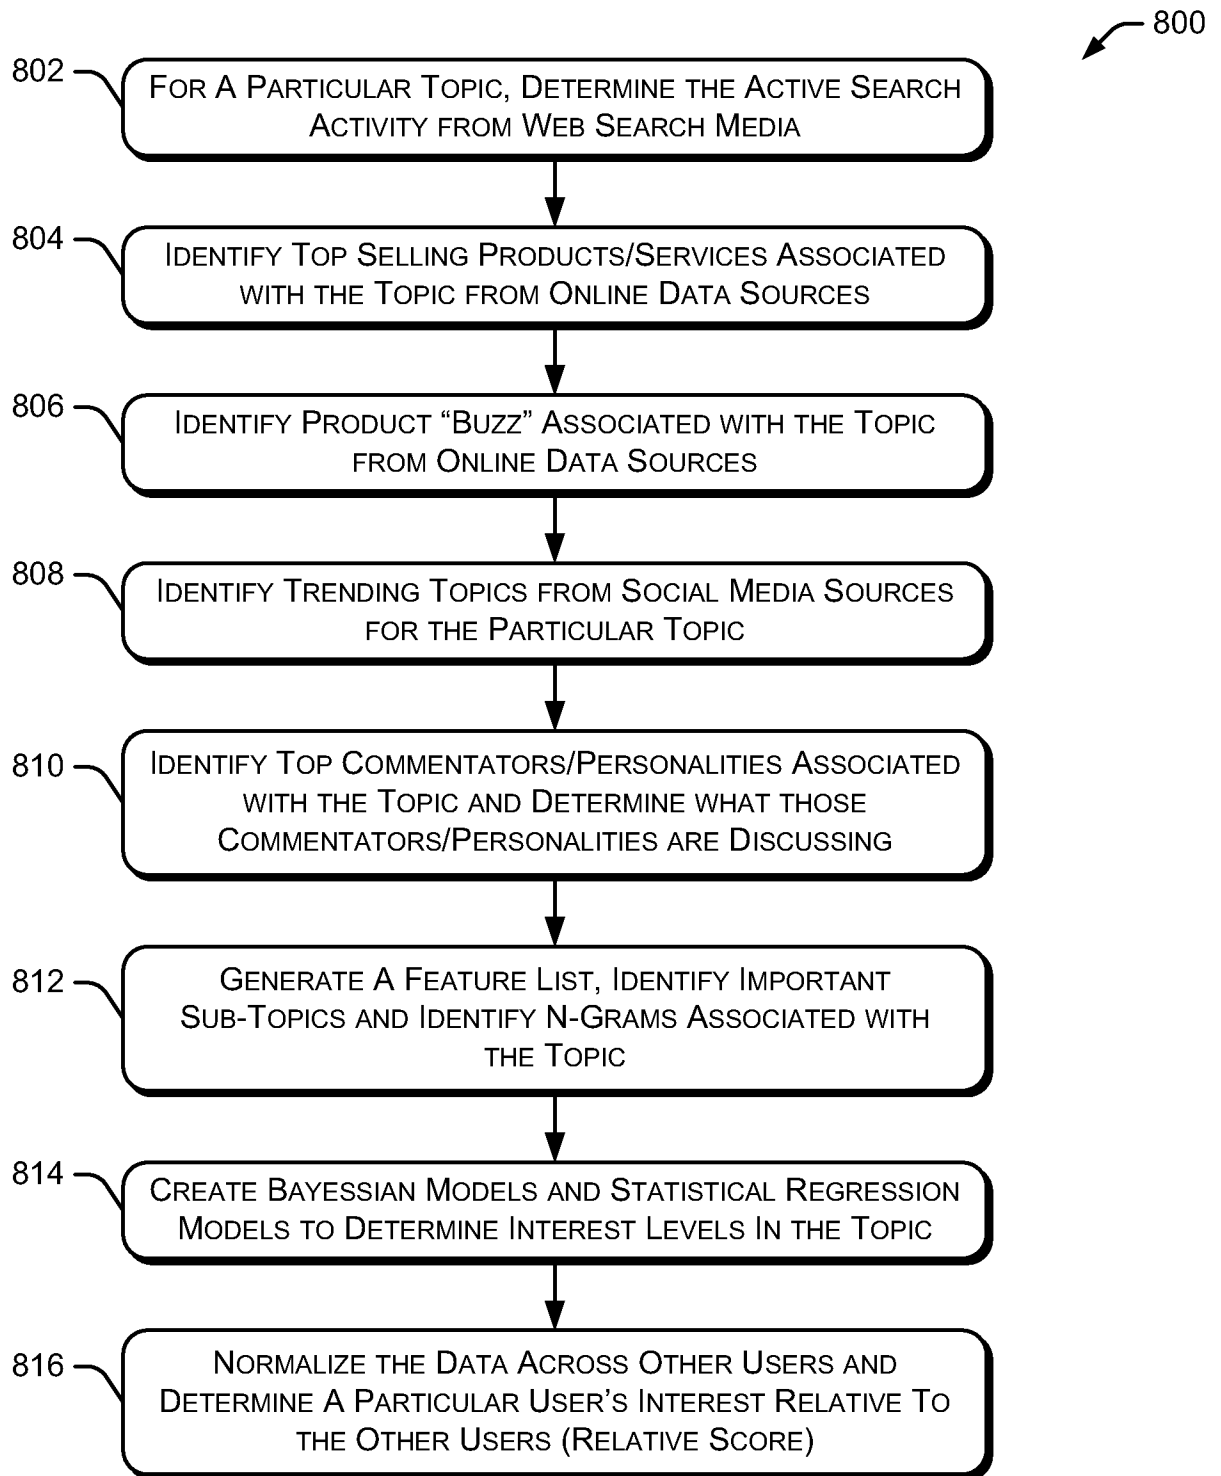 800
802
FOR A PARTICULAR TOPIC, DETERMINE THE ACTIVE SEARCH
ACTIVITY FROM WEB SEARCH MEDIA
804
IDENTIFY TOP SELLING PRODUCTS/SERVICES ASSOCIATED
WITH THE TOPIC FROM ONLINE DATA SOURCES
806
IDENTIFY PRODUCT “BUZZ” ASSOCIATED WITH THE TOPIC
FROM ONLINE DATA SOURCES
808
IDENTIFY TRENDING TOPICS FROM SOCIAL MEDIA SOURCES
FOR THE PARTICULAR TOPIC
810
IDENTIFY TOP COMMENTATORS/PERSONALITIES ASSOCIATED
WITH THE TOPIC AND DETERMINE WHAT THOSE
COMMENTATORS/PERSONALITIES ARE DISCUSSING
812
GENERATE A FEATURE LIST, IDENTIFY IMPORTANT
SUB-TOPICS AND IDENTIFY N-GRAMS ASSOCIATED WITH
THE TOPIC
814
CREATE BAYESSIAN MODELS AND STATISTICAL REGRESSION
MODELS TO DETERMINE INTEREST LEVELS IN THE TOPIC
816
NORMALIZE THE DATA ACROSS OTHER USERS AND
DETERMINE A PARTICULAR USER’S INTEREST RELATIVE TO
THE OTHER USERS (RELATIVE SCORE)